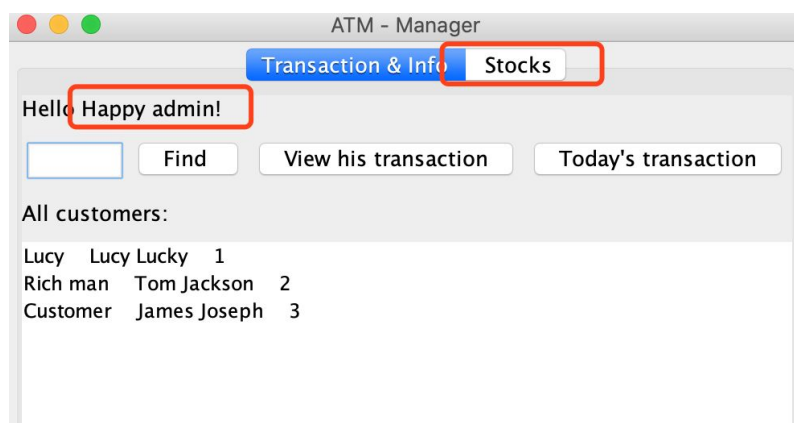 ATM - Manager
Transaction & Info Stocks
Hello Happy admin!
Find View his transaction Today's transaction
All customers:
Lucy Lucy Lucky 1
Rich man Tom Jackson 2
Customer James Joseph 3